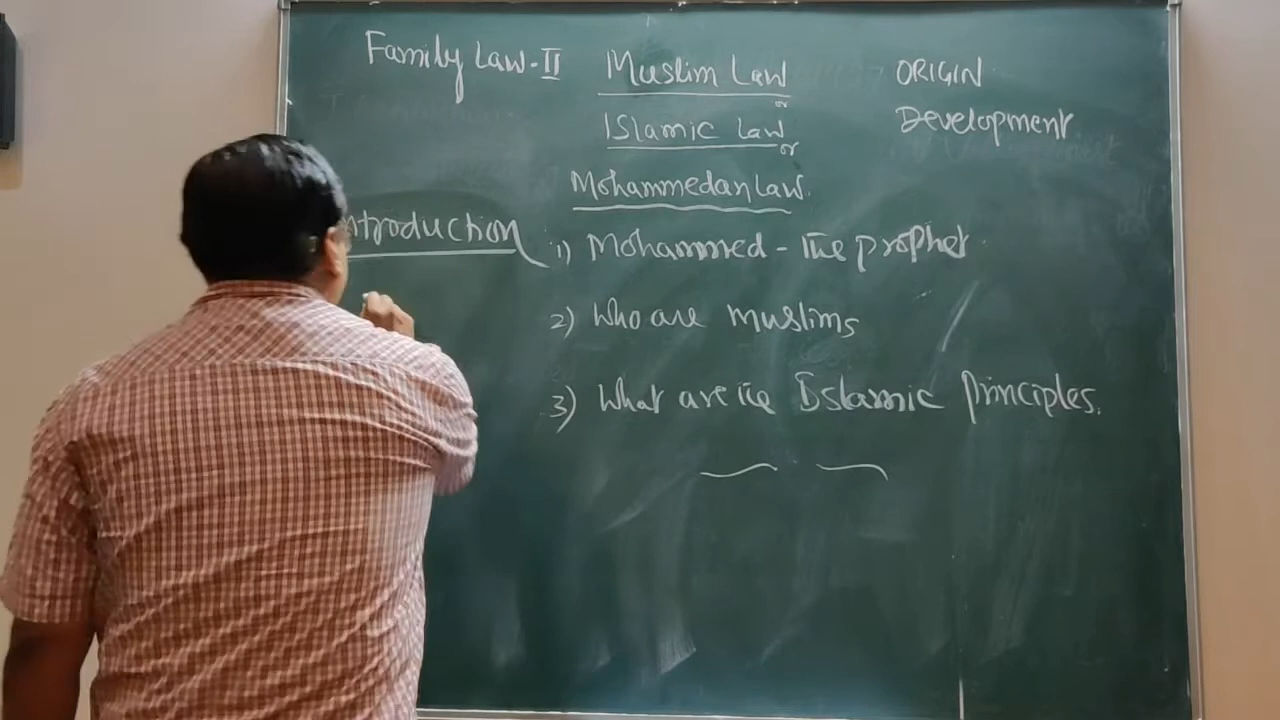 Family Law-II
Muslim Law
or
Islamic Law
or
Mohammedan Law.
ORIGIN
Development
ntroduction
1) Mohammed - The prophet
2) Who are Muslims
3) What are the Islamic Principles.